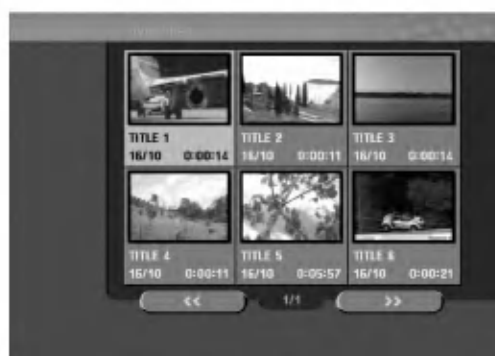 TITLE 1
16/10 0:00:14
TITLE 2
16/10 0:00:11
TITLE 3
16/10 0:00:14
TITLE 4
16/10 0:00:11
TITLE 5
16/10 0:05:57
TITLE 6
16/10 0:00:21
<< 1/1 >>